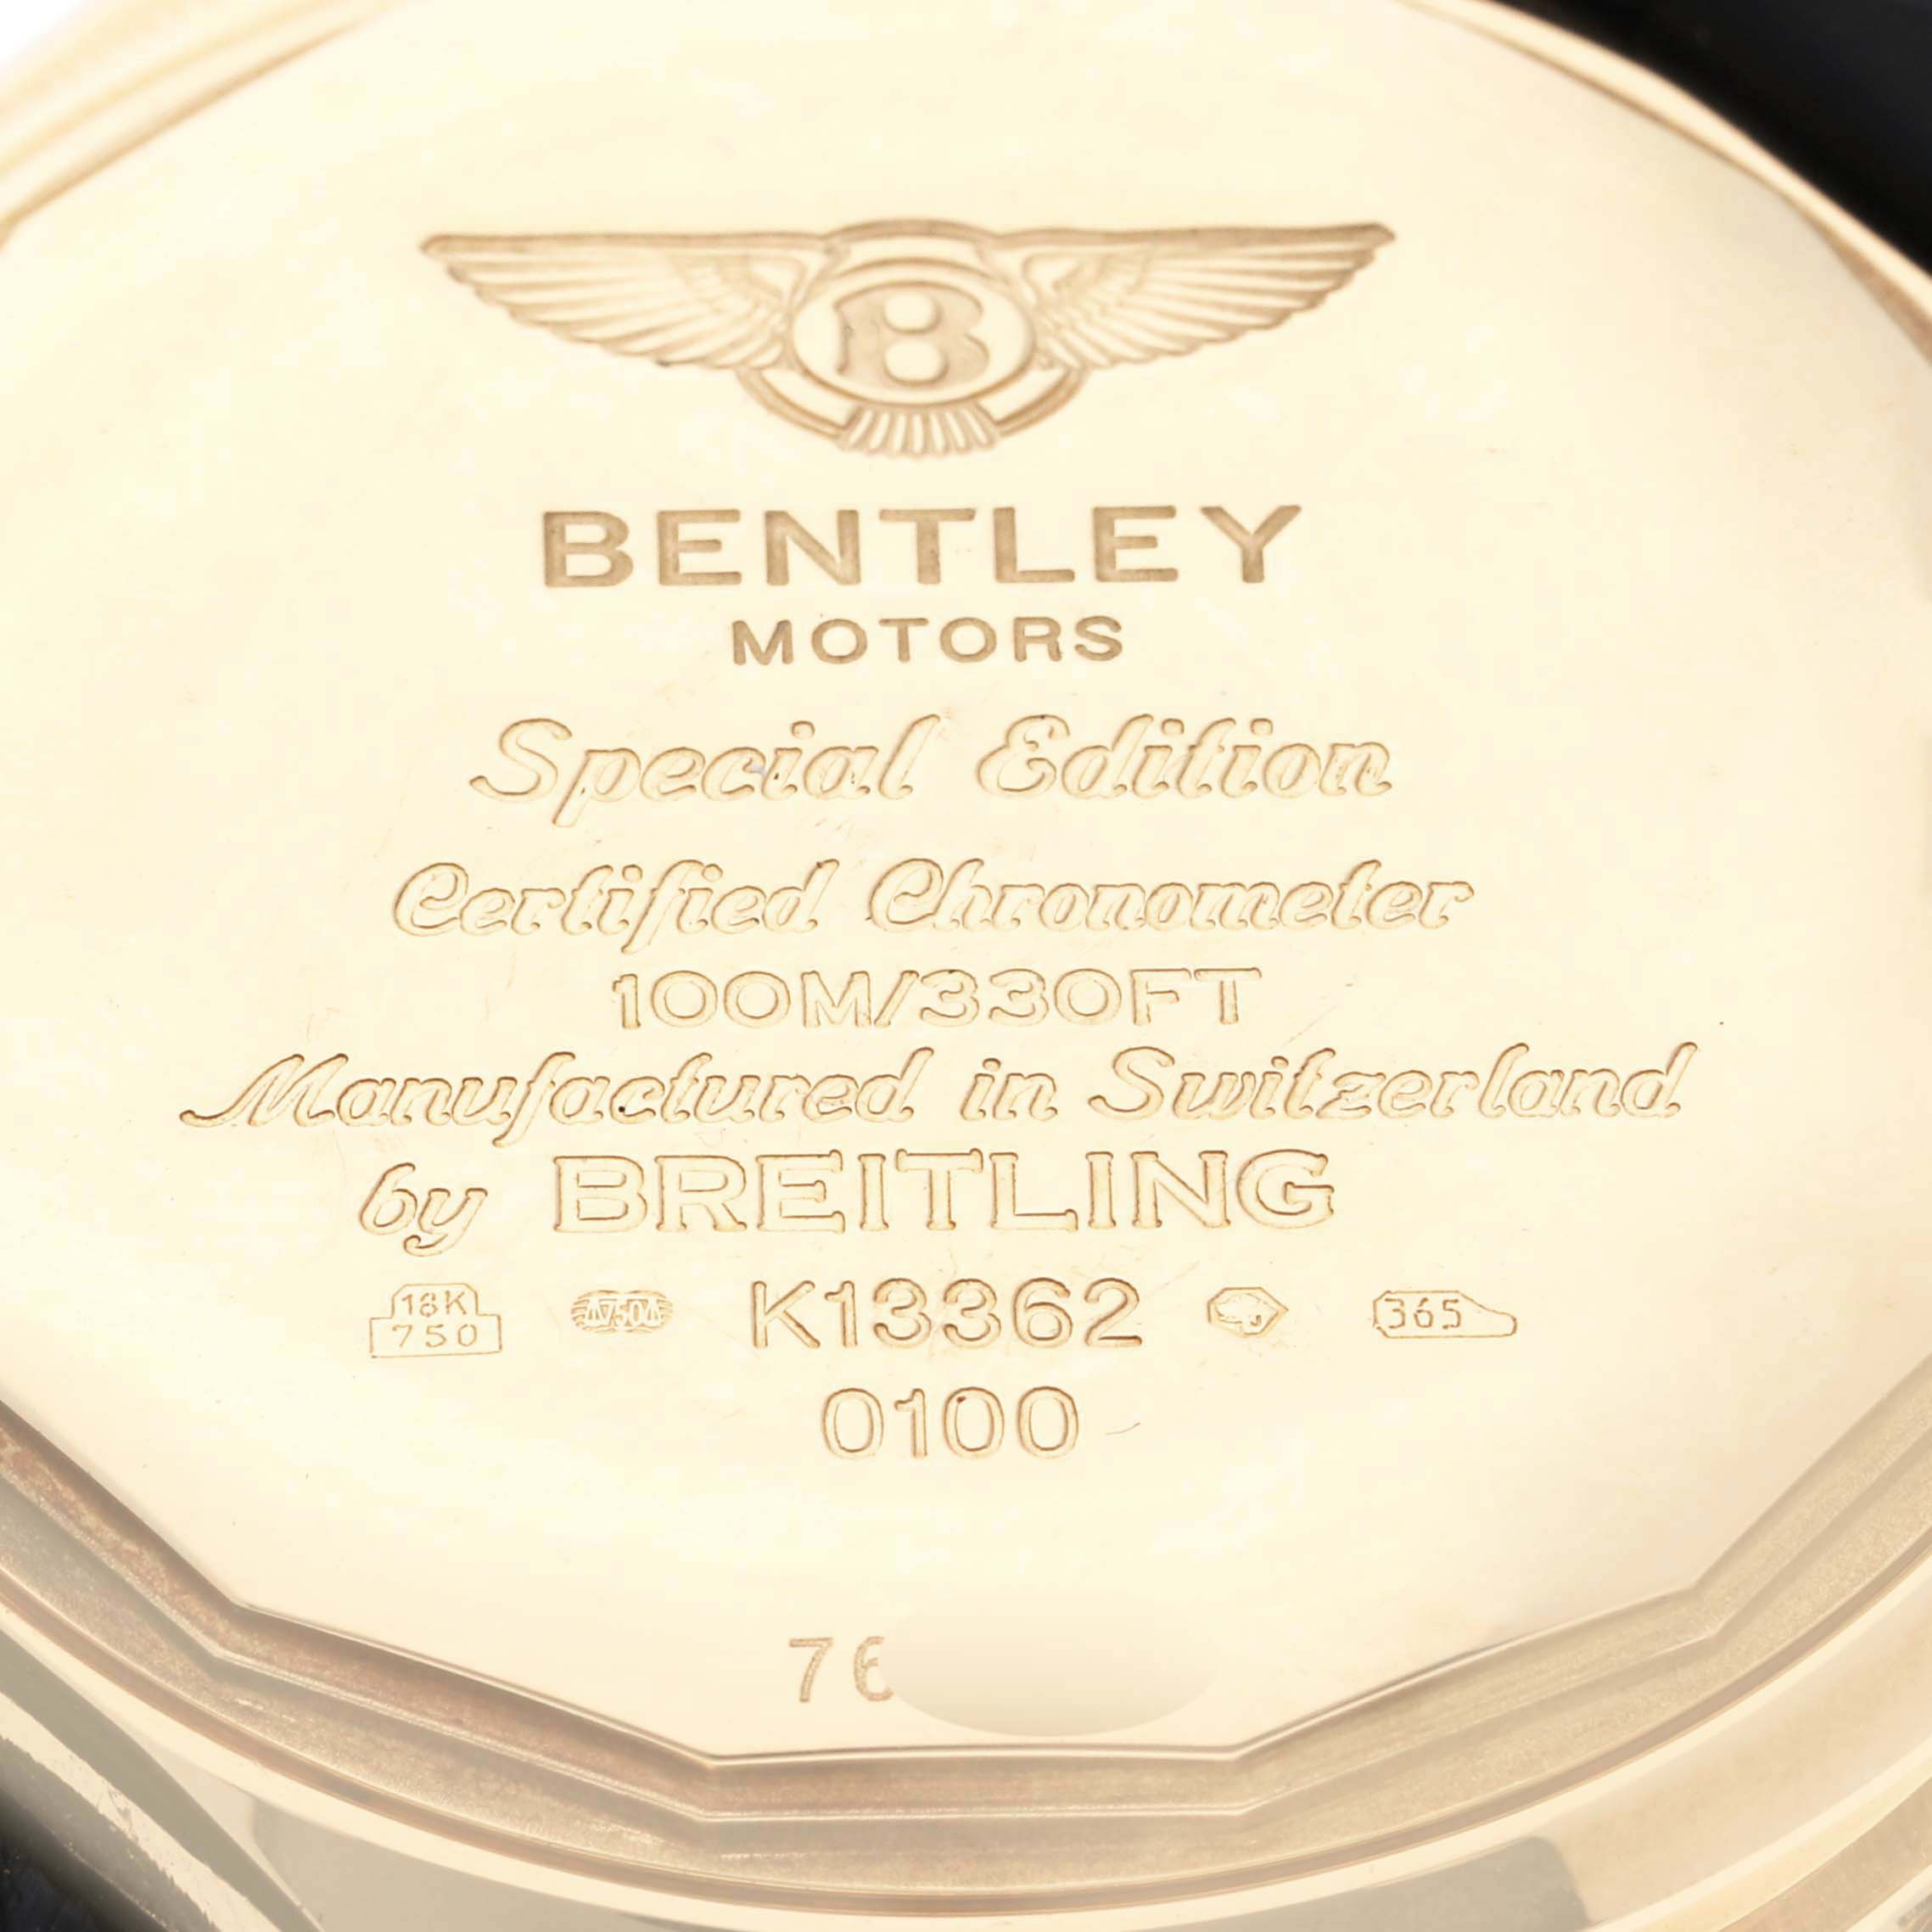 B
BENTLEY
MOTORS
Special Edition
Certified Chronometer
100M/330FT
Manufactured in Switzerland
by BREITLING
18K 750 K13362 365
750
0100
76